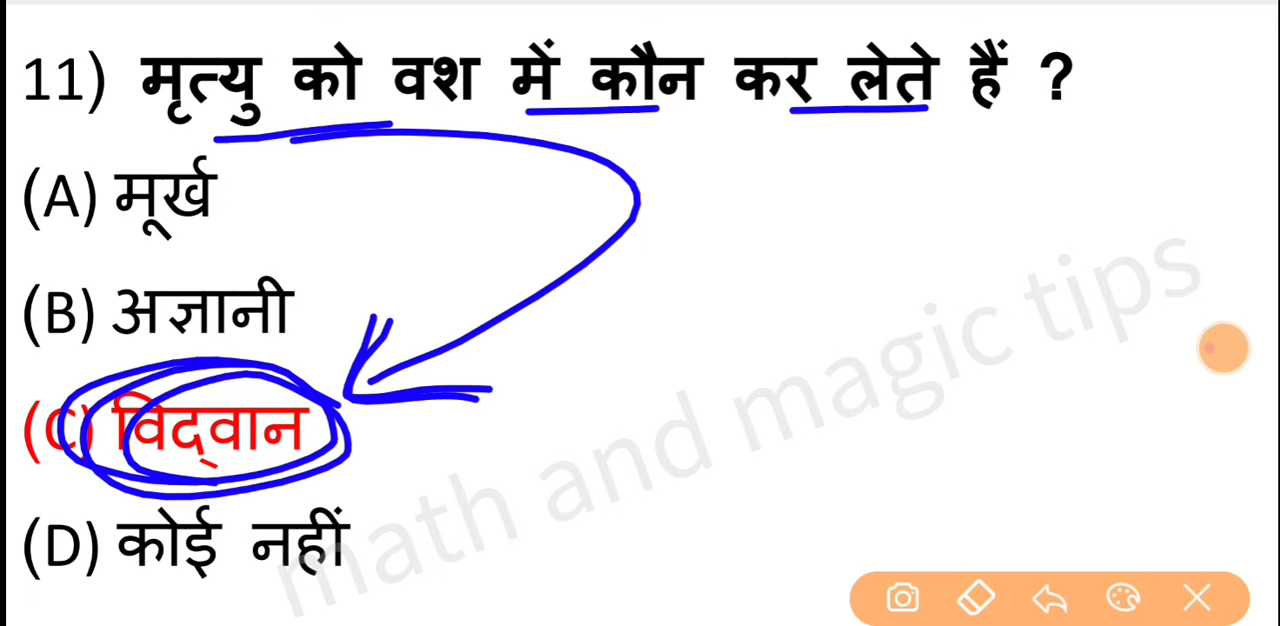 11) मृत्यु को वश में कौन कर लेते हैं ?
(A) मूर्ख
(B) अज्ञानी
(C) विद्वान
(D) कोई नहीं
math and magic tips